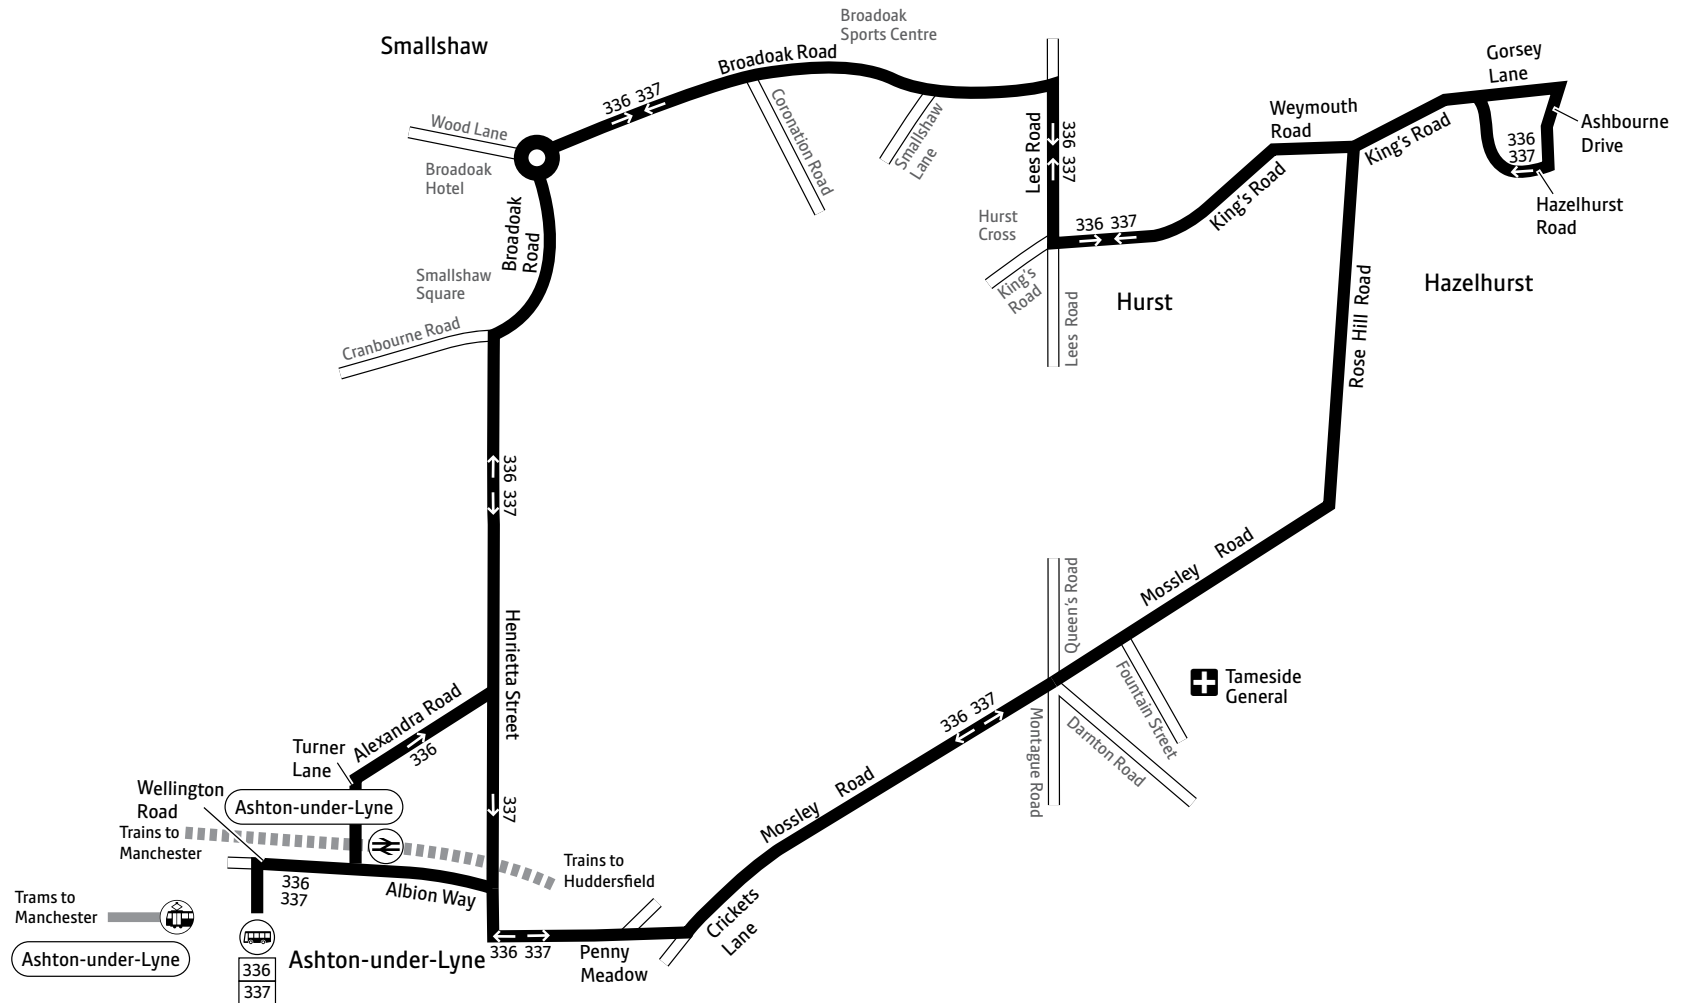 Smallshaw
Broadoak
Sports Centre
Broadoak Road
336 337
Wood Lane
Broadoak
Hotel
Coronation Road
Smallshaw
Lane
Lees Road
336 337
Gorsey
Lane
Weymouth
Road
King's Road
Ashbourne
Drive
336
337
Hazelhurst
Road
Hurst
Cross
336 337
King's Road
King's
Road
Lees Road
Hurst
Hazelhurst
Broadoak
Road
Smallshaw
Square
Cranbourne Road
Rose Hill Road
336 337
Henrietta Street
Mossley Road
Queen's Road
Fountain Street
Tameside
General
336 337
Montague Road
Darnton Road
Mossley Road
Alexandra Road
336
Turner
Lane
Wellington
Road
Ashton-under-Lyne
337
Trains to
Manchester
Trains to
Huddersfield
336
337
Albion Way
Crickets
Lane
Trams to
Manchester
Ashton-under-Lyne
336
337
Ashton-under-Lyne
336 337
Penny
Meadow